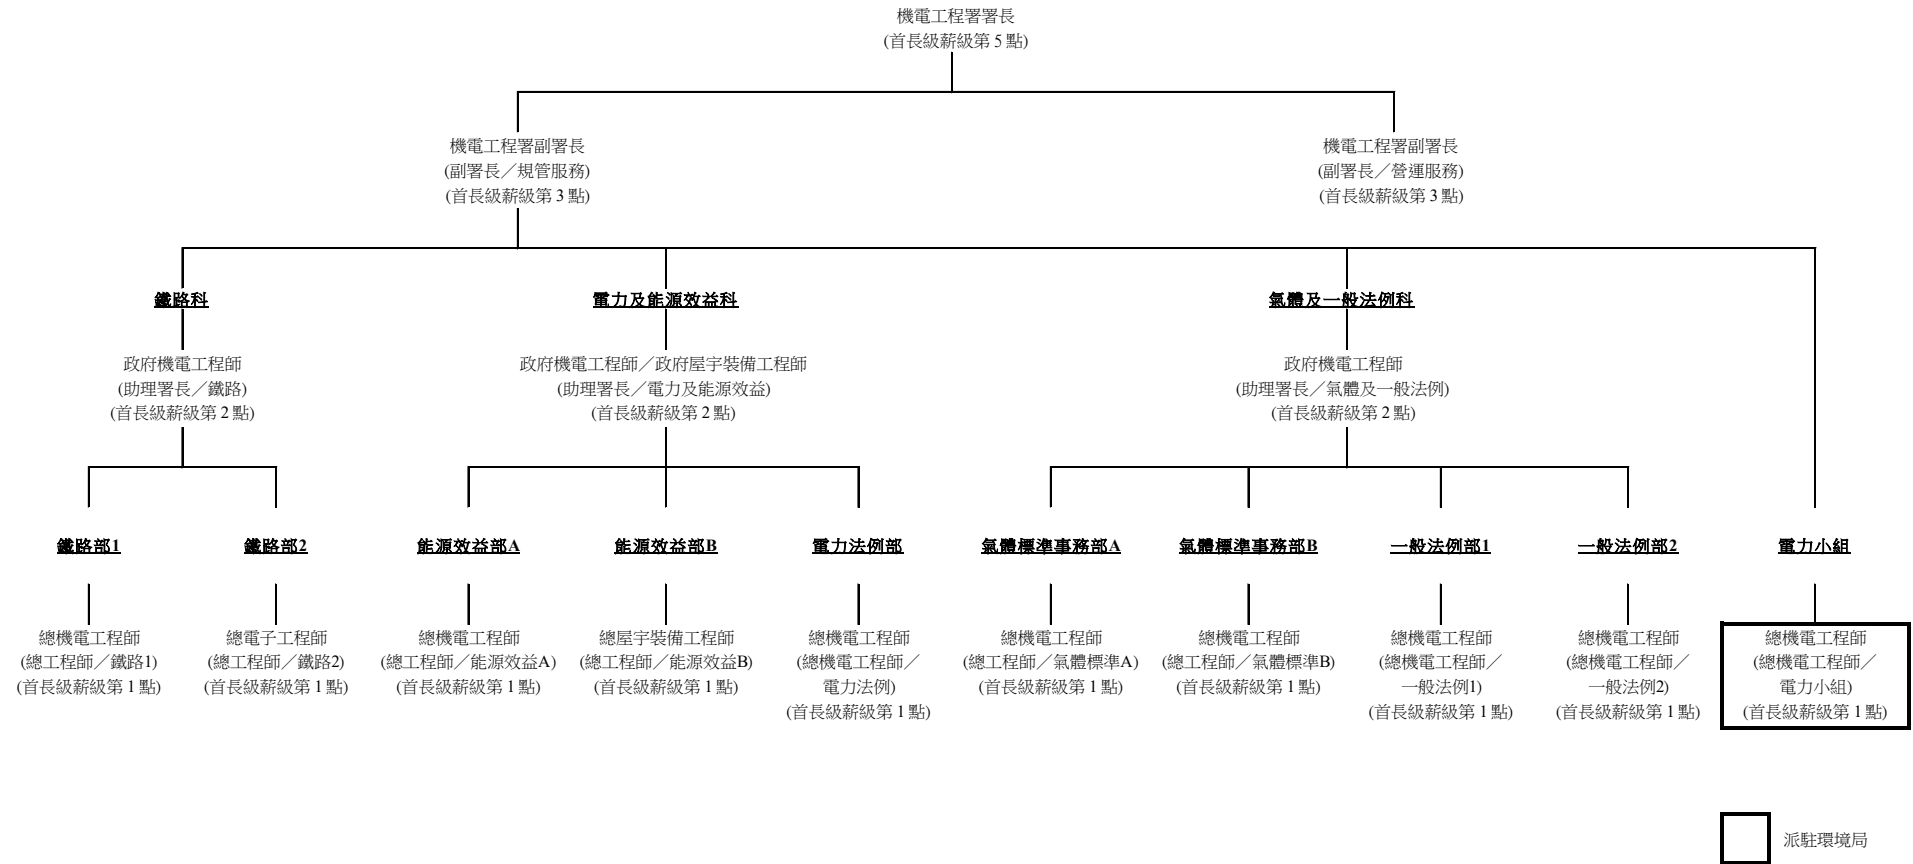 機電工程署署長
(首長級薪級第 5 點)
機電工程署副署長
(副署長／規管服務)
(首長級薪級第 3 點)
機電工程署副署長
(副署長／營運服務)
(首長級薪級第 3 點)
鐵路科
政府機電工程師
(助理署長／鐵路)
(首長級薪級第 2 點)
電力及能源效益科
政府機電工程師／政府屋宇裝備工程師
(助理署長／電力及能源效益)
(首長級薪級第 2 點)
氣體及一般法例科
政府機電工程師
(助理署長／氣體及一般法例)
(首長級薪級第 2 點)
鐵路部1
總機電工程師
(總工程師／鐵路1)
(首長級薪級第 1 點)
鐵路部2
總電子工程師
(總工程師／鐵路2)
(首長級薪級第 1 點)
能源效益部A
總機電工程師
(總工程師／能源效益A)
(首長級薪級第 1 點)
能源效益部B
總屋宇裝備工程師
(總工程師／能源效益B)
(首長級薪級第 1 點)
電力法例部
總機電工程師
(總機電工程師／
電力法例)
(首長級薪級第 1 點)
氣體標準事務部A
總機電工程師
(總工程師／氣體標準A)
(首長級薪級第 1 點)
氣體標準事務部B
總機電工程師
(總工程師／氣體標準B)
(首長級薪級第 1 點)
一般法例部1
總機電工程師
(總機電工程師／
一般法例1)
(首長級薪級第 1 點)
一般法例部2
總機電工程師
(總機電工程師／
一般法例2)
(首長級薪級第 1 點)
電力小組
總機電工程師
(總機電工程師／
電力小組)
(首長級薪級第 1 點)
派駐環境局